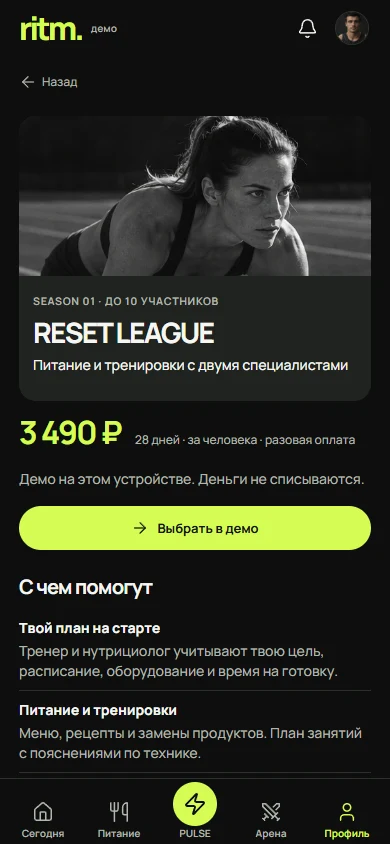 ritm. демо
Назад
SEASON 01 · ДО 10 УЧАСТНИКОВ
RESET LEAGUE
Питание и тренировки с двумя специалистами
3 490 ₽ 28 дней · за человека · разовая оплата
Демо на этом устройстве. Деньги не списываются.
Выбрать в демо
С чем помогут
Твой план на старте
Тренер и нутрициолог учитывают твою цель,
расписание, оборудование и время на готовку.
Питание и тренировки
Меню, рецепты и замены продуктов. План занятий
с пояснениями по технике.
Сегодня Питание PULSE Арена Профиль